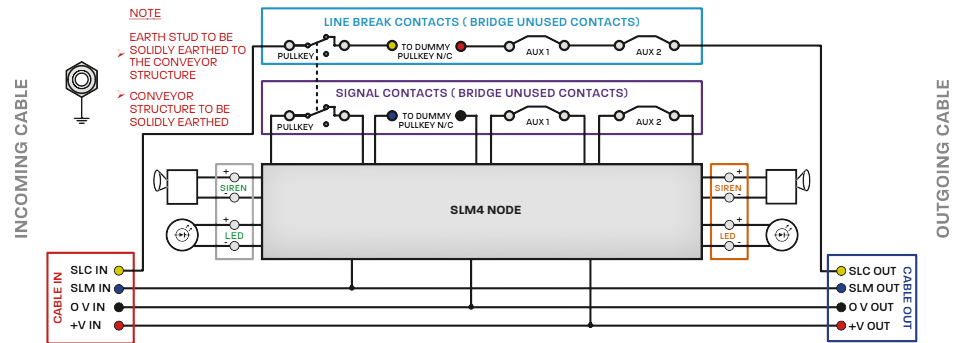 NOTE
EARTH STUD TO BE
SOLIDLY EARTHED TO
THE CONVEYOR
STRUCTURE
CONVEYOR
STRUCTURE TO BE
SOLIDLY EARTHED
LINE BREAK CONTACTS ( BRIDGE UNUSED CONTACTS)
PULLKEY
TO DUMMY
PULLKEY N/C
AUX 1
AUX 2
SIGNAL CONTACTS ( BRIDGE UNUSED CONTACTS)
PULLKEY
TO DUMMY
PULLKEY N/C
AUX 1
AUX 2
INCOMING CABLE
OUTGOING CABLE
+
SIREN
-
+
LED
-
SLM4 NODE
+
SIREN
-
+
LED
-
CABLE IN
SLC IN
SLM IN
O V IN
+V IN
SLC OUT
SLM OUT
O V OUT
+V OUT
CABLE OUT